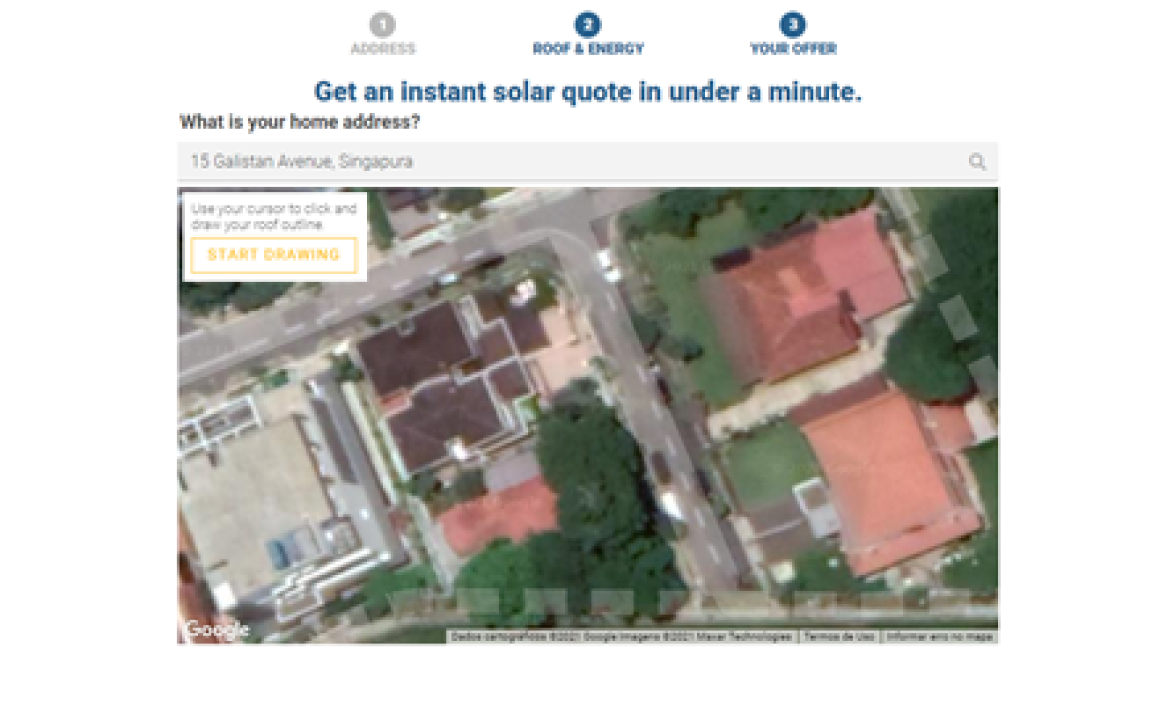 1
2
3
ADDRESS
ROOF & ENERGY
YOUR OFFER
Get an instant solar quote in under a minute.
What is your home address?
15 Galistan Avenue, Singapura
Use your cursor to click and
draw your roof outline.
START DRAWING
Google
Dados cartográficos ©2021 Google Imagens ©2021 Maxar Technologies
Termos de Uso
Informar erro no mapa